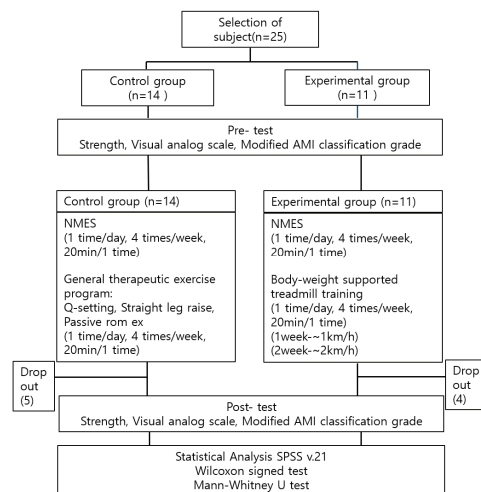 Selection of
subject(n=25)
Control group
(n=14 )
Experimental group
(n=11 )
Pre- test
Strength, Visual analog scale, Modified AMI classification grade
Control group (n=14)
NMES
(1 time/day, 4 times/week,
20min/1 time)
General therapeutic exercise
program:
Q-setting, Straight leg raise,
Passive rom ex
(1 time/day, 4 times/week,
20min/1 time)
Experimental group (n=11)
NMES
(1 time/day, 4 times/week,
20min/1 time)
Body-weight supported
treadmill training
(1 time/day, 4 times/week,
20min/1 time)
(1week-~1km/h)
(2week-~2km/h)
Drop
out
(5)
Drop
out
(4)
Post- test
Strength, Visual analog scale, Modified AMI classification grade
Statistical Analysis SPSS v.21
Wilcoxon signed test
Mann-Whitney U test